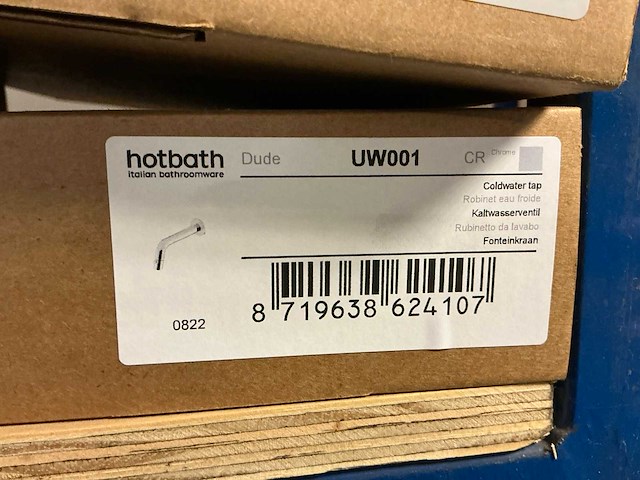 hotbath Dude UW001 CR Chrome
italian bathroomware
Coldwater tap
Robinet eau froide
Kaltwasserventil
Rubinetto da lavabo
Fonteinkraan
0822
8 719638 624107